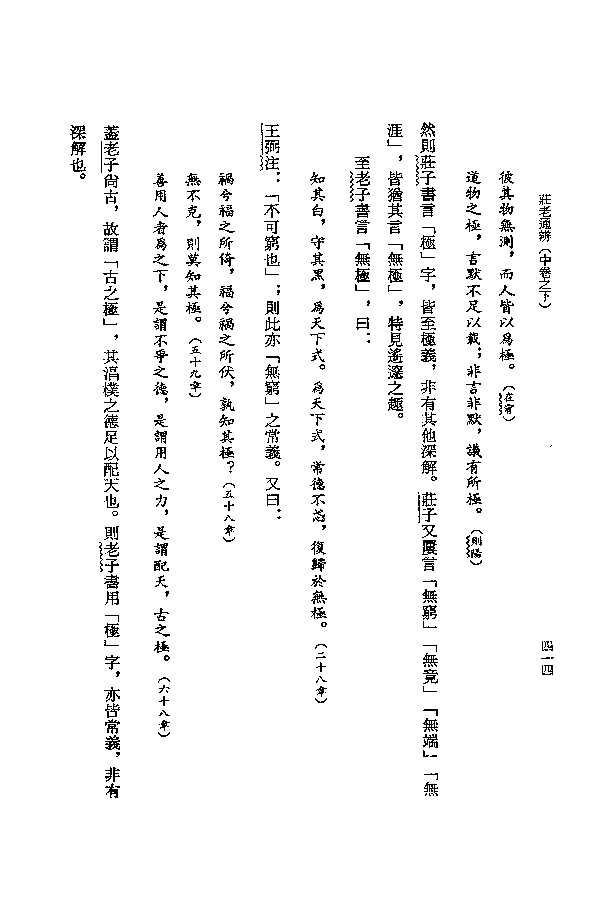 莊老通辨（中卷之下）
四一四
彼其物無測，而人皆以爲極。（在宥）
道物之極，言默不足以載；非言非默，議有所極。（則陽）
然則莊子書言「極」字，皆至極義，非有其他深解。莊子又屢言「無窮」「無竟」「無端」「無
涯」，皆猶其言「無極」，特見遙邃之趣。
至老子書言「無極」，曰：
知其白，守其黑，爲天下式。爲天下式，常德不忒，復歸於無極。（二十八章）
王弼注：「不可窮也」；則此亦「無窮」之常義。又曰：
禍兮福之所倚，福兮禍之所伏，孰知其極？（五十八章）
無不克，則莫知其極。（五十九章）
善用人者爲之下，是謂不爭之德，是謂用人之力，是謂配天，古之極。（六十八章）
蓋老子尚古，故謂「古之極」，其淳樸之德足以配天也。則老子書用「極」字，亦皆常義，非有
深解也。